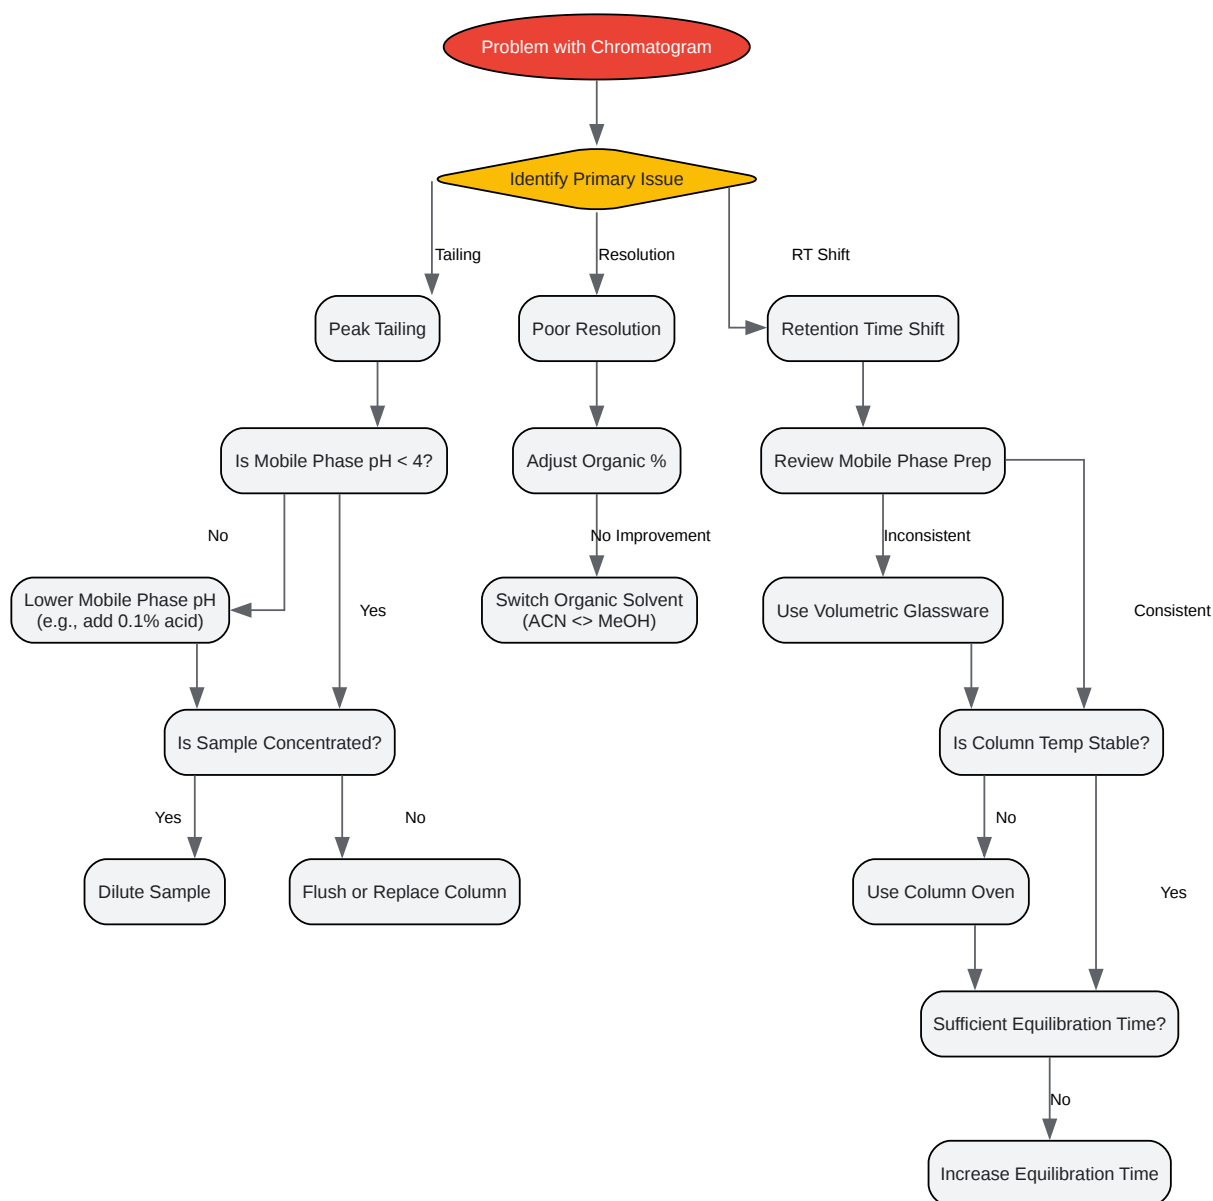 Problem with Chromatogram
Identify Primary Issue
Tailing
Resolution
RT Shift
Peak Tailing
Poor Resolution
Retention Time Shift
Is Mobile Phase pH < 4?
Adjust Organic %
Review Mobile Phase Prep
No
No Improvement
Inconsistent
Lower Mobile Phase pH
(e.g., add 0.1% acid)
Yes
Switch Organic Solvent
(ACN <> MeOH)
Use Volumetric Glassware
Consistent
Is Sample Concentrated?
Is Column Temp Stable?
Yes
No
No
Dilute Sample
Flush or Replace Column
Use Column Oven
Yes
Sufficient Equilibration Time?
No
Increase Equilibration Time